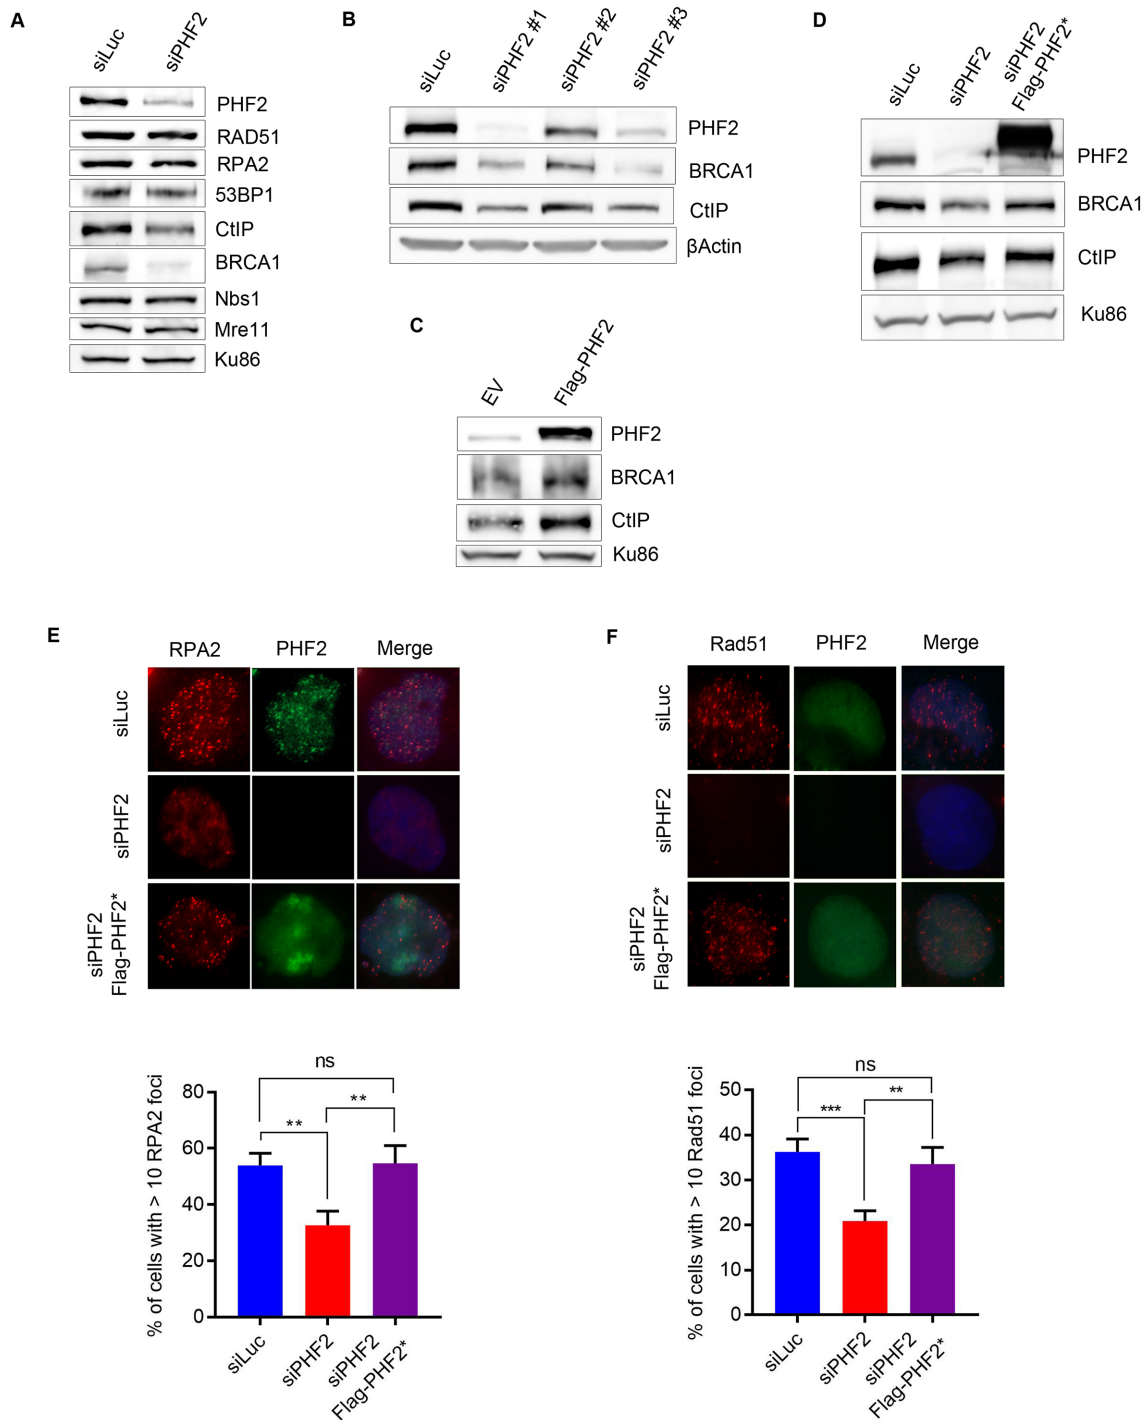 A
siLuc
siPHF2
PHF2
RAD51
RPA2
53BP1
CtIP
BRCA1
Nbs1
Mre11
Ku86
B
siLuc
siPHF2 #1
siPHF2 #2
siPHF2 #3
PHF2
BRCA1
CtIP
βActin
D
siLuc
siPHF2
siPHF2
Flag-PHF2*
PHF2
BRCA1
CtIP
Ku86
C
EV
Flag-PHF2
PHF2
BRCA1
CtIP
Ku86
E
RPA2
PHF2
Merge
siLuc
siPHF2
siPHF2
Flag-PHF2*
% of cells with > 10 RPA2 foci
80
60
40
20
0
ns
**
**
siLuc
siPHF2
siPHF2
Flag-PHF2*
F
Rad51
PHF2
Merge
siLuc
siPHF2
siPHF2
Flag-PHF2*
% of cells with > 10 Rad51 foci
50
40
30
20
10
0
ns
***
**
siLuc
siPHF2
siPHF2
Flag-PHF2*